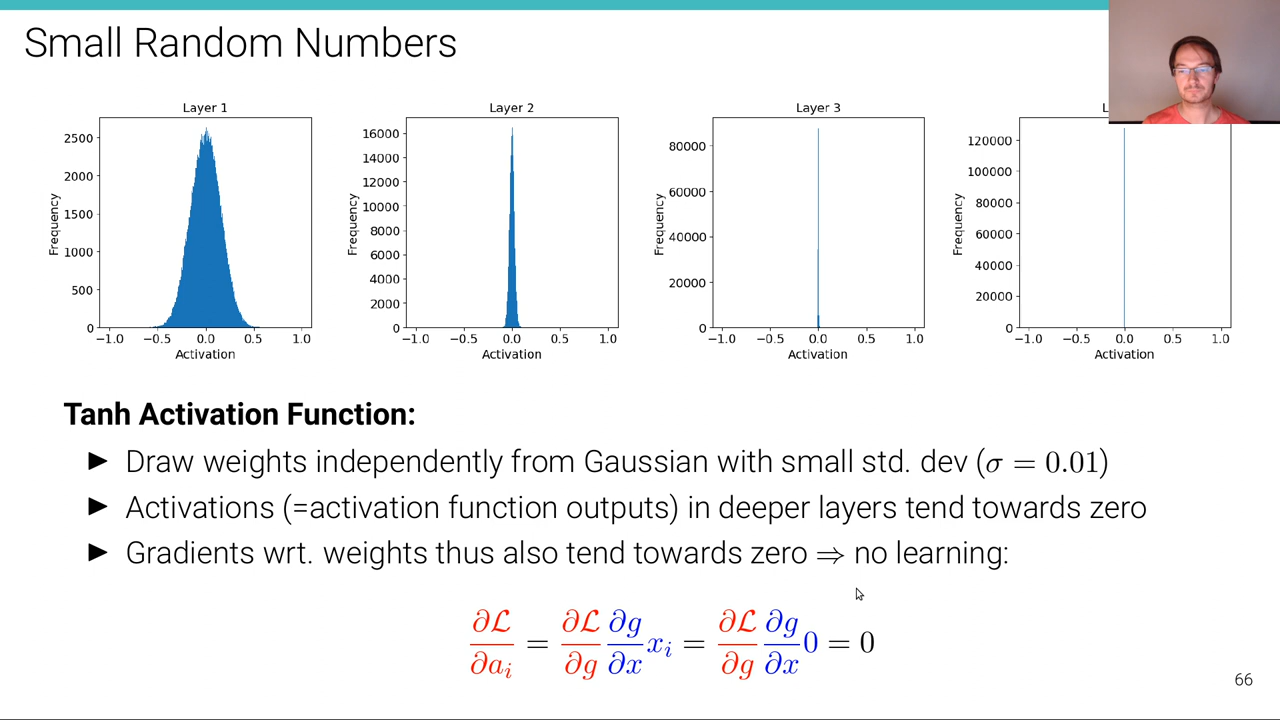 Small Random Numbers
Layer 1
Layer 2
Layer 3
L
2500
2000
1500
1000
500
0
Frequency
−1.0 −0.5 0.0 0.5 1.0
Activation
16000
14000
12000
10000
8000
6000
4000
2000
0
Frequency
−1.0 −0.5 0.0 0.5 1.0
Activation
80000
60000
40000
20000
0
Frequency
−1.0 −0.5 0.0 0.5 1.0
Activation
120000
100000
80000
60000
40000
20000
0
Frequency
−1.0 −0.5 0.0 0.5 1.0
Activation
Tanh Activation Function:
▶ Draw weights independently from Gaussian with small std. dev (σ = 0.01)
▶ Activations (=activation function outputs) in deeper layers tend towards zero
▶ Gradients wrt. weights thus also tend towards zero ⇒ no learning:
∂ℒ/∂aᵢ = ∂ℒ/∂g ∂g/∂x xᵢ = ∂ℒ/∂g ∂g/∂x 0 = 0
66